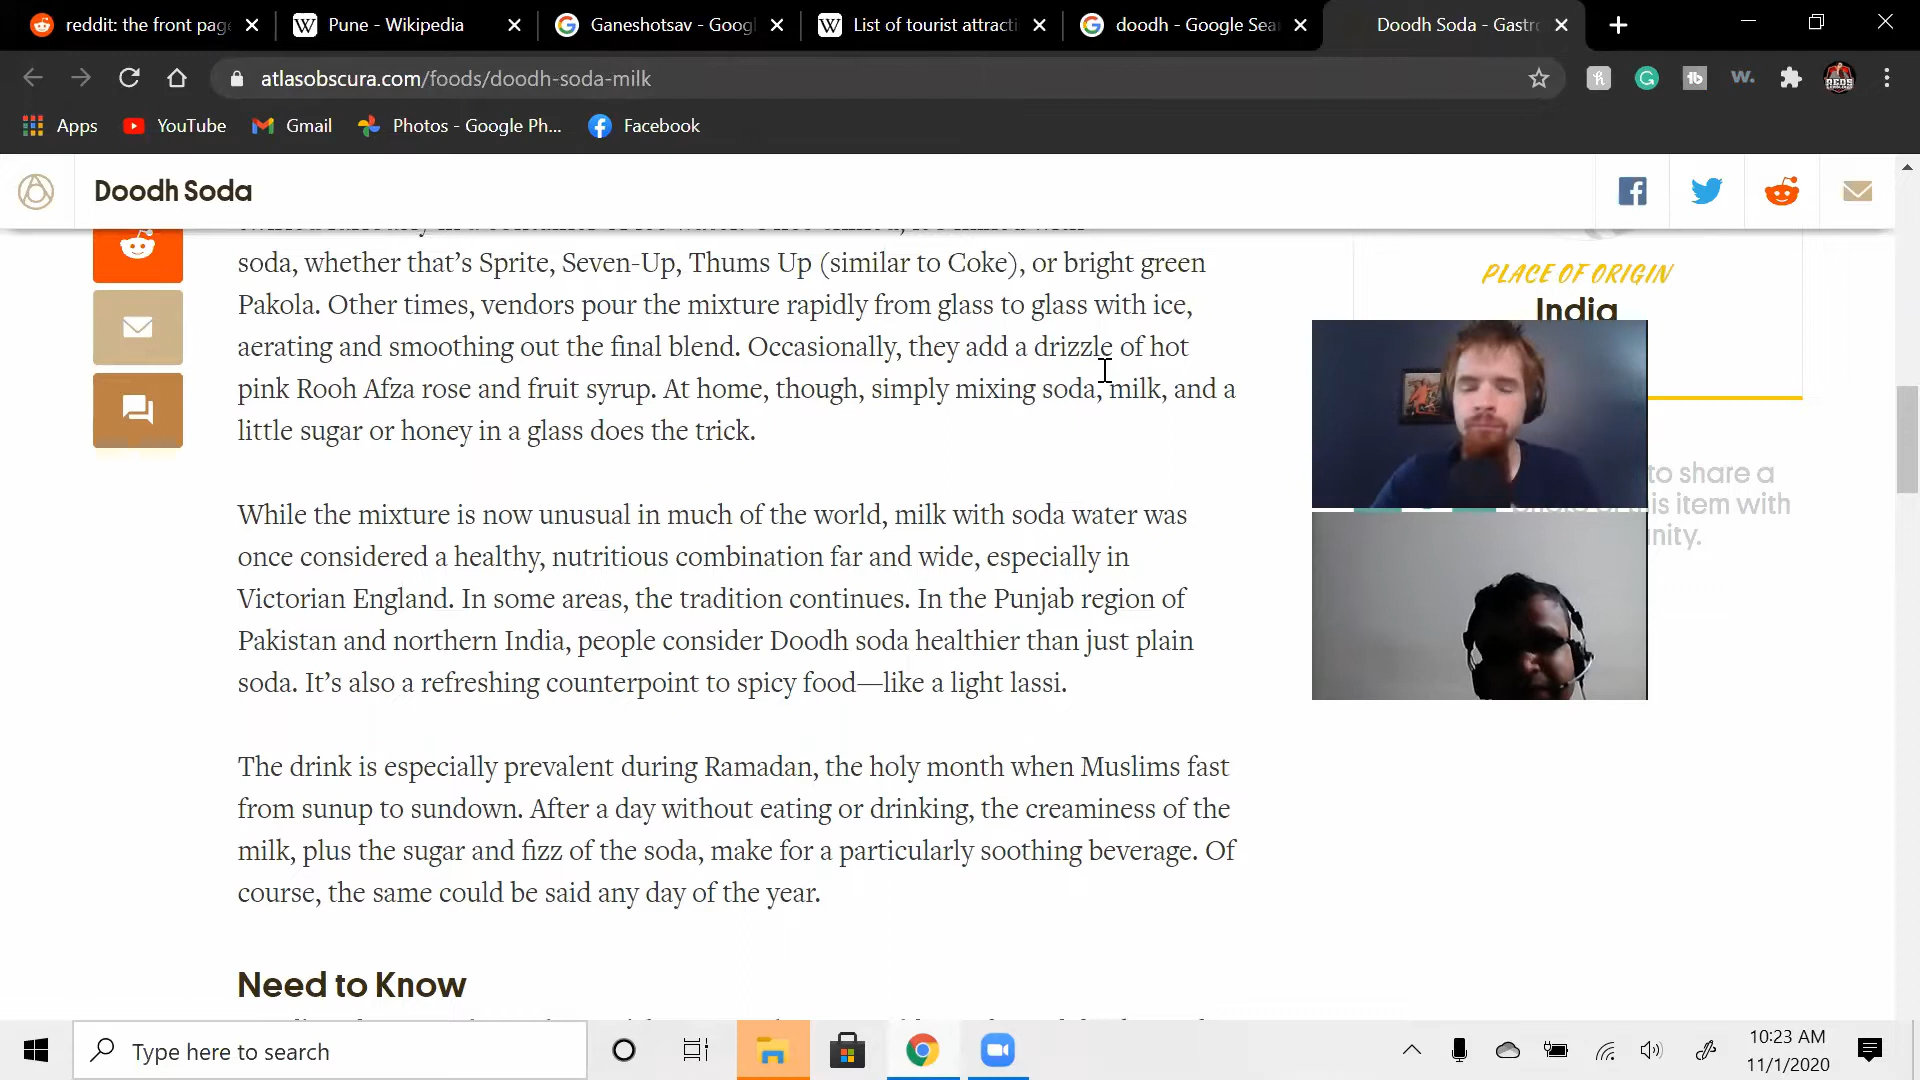 reddit: the front page
Pune - Wikipedia
Ganeshotsav - Goog
List of tourist attracti
doodh - Google Sea
Doodh Soda - Gastr
atlasobscura.com/foods/doodh-soda-milk
Apps
YouTube
Gmail
Photos - Google Ph...
Facebook
Doodh Soda
soda, whether that’s Sprite, Seven-Up, Thums Up (similar to Coke), or bright green
Pakola. Other times, vendors pour the mixture rapidly from glass to glass with ice,
aerating and smoothing out the final blend. Occasionally, they add a drizzle of hot
pink Rooh Afza rose and fruit syrup. At home, though, simply mixing soda, milk, and a
little sugar or honey in a glass does the trick.
While the mixture is now unusual in much of the world, milk with soda water was
once considered a healthy, nutritious combination far and wide, especially in
Victorian England. In some areas, the tradition continues. In the Punjab region of
Pakistan and northern India, people consider Doodh soda healthier than just plain
soda. It’s also a refreshing counterpoint to spicy food—like a light lassi.
The drink is especially prevalent during Ramadan, the holy month when Muslims fast
from sunup to sundown. After a day without eating or drinking, the creaminess of the
milk, plus the sugar and fizz of the soda, make for a particularly soothing beverage. Of
course, the same could be said any day of the year.
Need to Know
PLACE OF ORIGIN
India
to share a
is item with
nity.
Type here to search
10:23 AM
11/1/2020